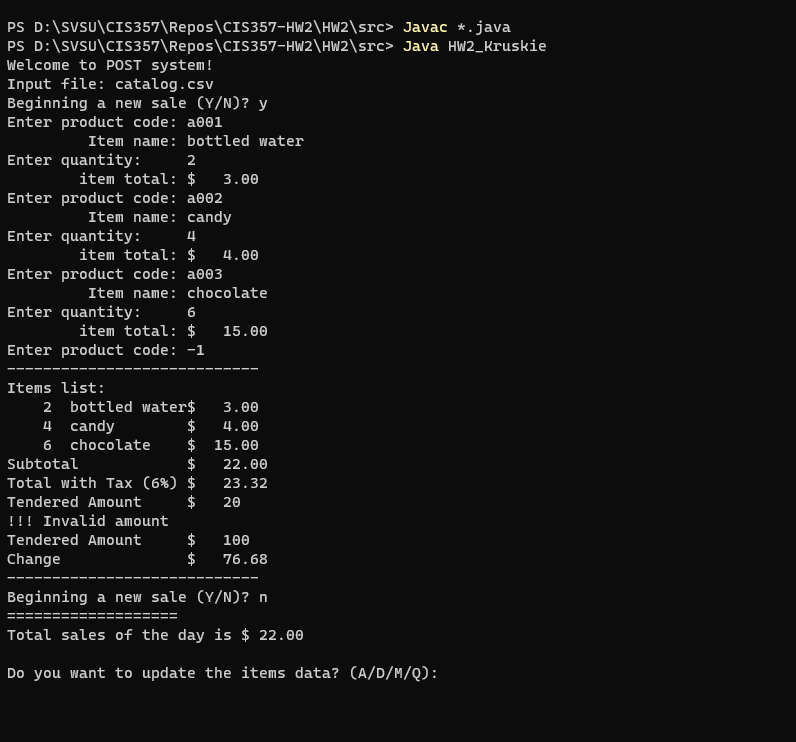 PS D:\SVSU\CIS357\Repos\CIS357-HW2\HW2\src> Javac *.java
PS D:\SVSU\CIS357\Repos\CIS357-HW2\HW2\src> Java HW2_Kruskie
Welcome to POST system!
Input file: catalog.csv
Beginning a new sale (Y/N)? y
Enter product code: a001
         Item name: bottled water
Enter quantity:     2
        item total: $   3.00
Enter product code: a002
         Item name: candy
Enter quantity:     4
        item total: $   4.00
Enter product code: a003
         Item name: chocolate
Enter quantity:     6
        item total: $   15.00
Enter product code: -1
----------------------------
Items list:
    2  bottled water$   3.00
    4  candy        $   4.00
    6  chocolate    $  15.00
Subtotal            $   22.00
Total with Tax (6%) $   23.32
Tendered Amount     $   20
!!! Invalid amount
Tendered Amount     $   100
Change              $   76.68
----------------------------
Beginning a new sale (Y/N)? n
===================
Total sales of the day is $ 22.00

Do you want to update the items data? (A/D/M/Q):